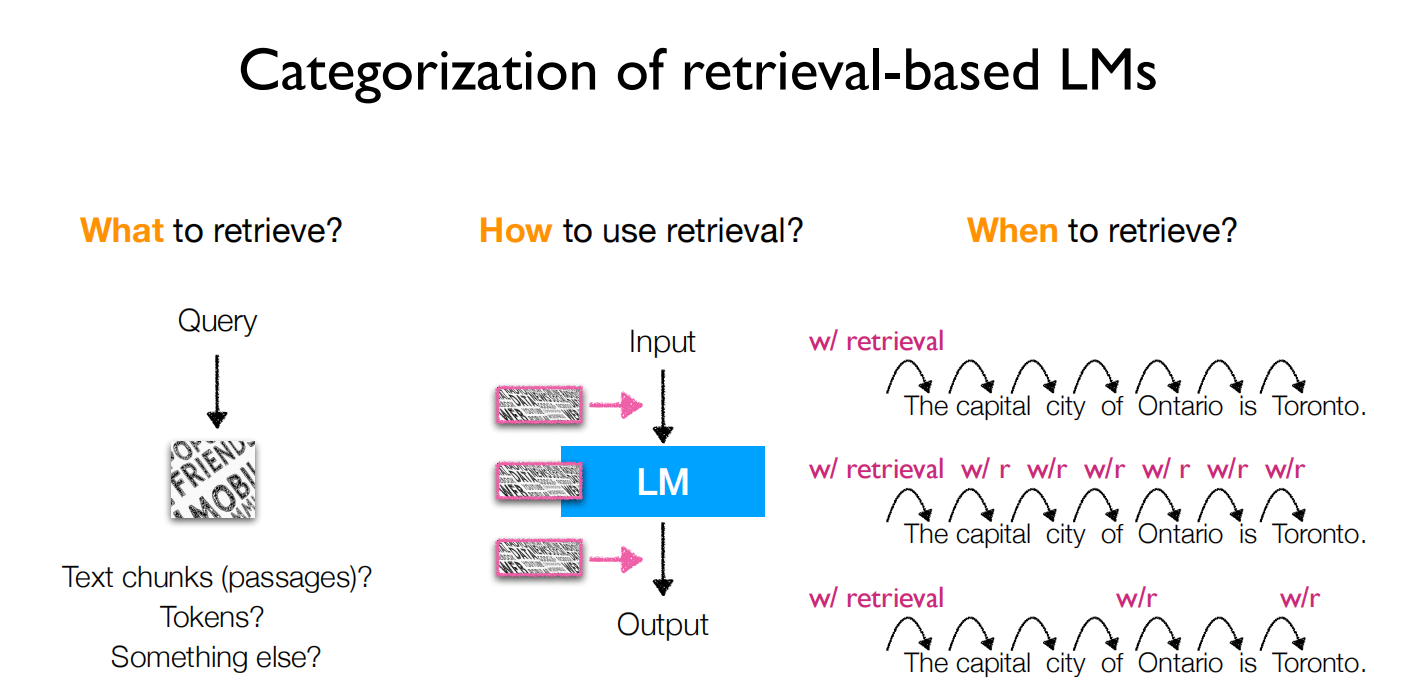 Categorization of retrieval-based LMs
What to retrieve?
Query
FRIEND
MOBI
Text chunks (passages)?
Tokens?
Something else?
How to use retrieval?
Input
LM
Output
When to retrieve?
w/ retrieval
The capital city of Ontario is Toronto.
w/ retrieval w/ r w/r w/r w/ r w/r w/r
The capital city of Ontario is Toronto.
w/ retrieval w/r w/r
The capital city of Ontario is Toronto.